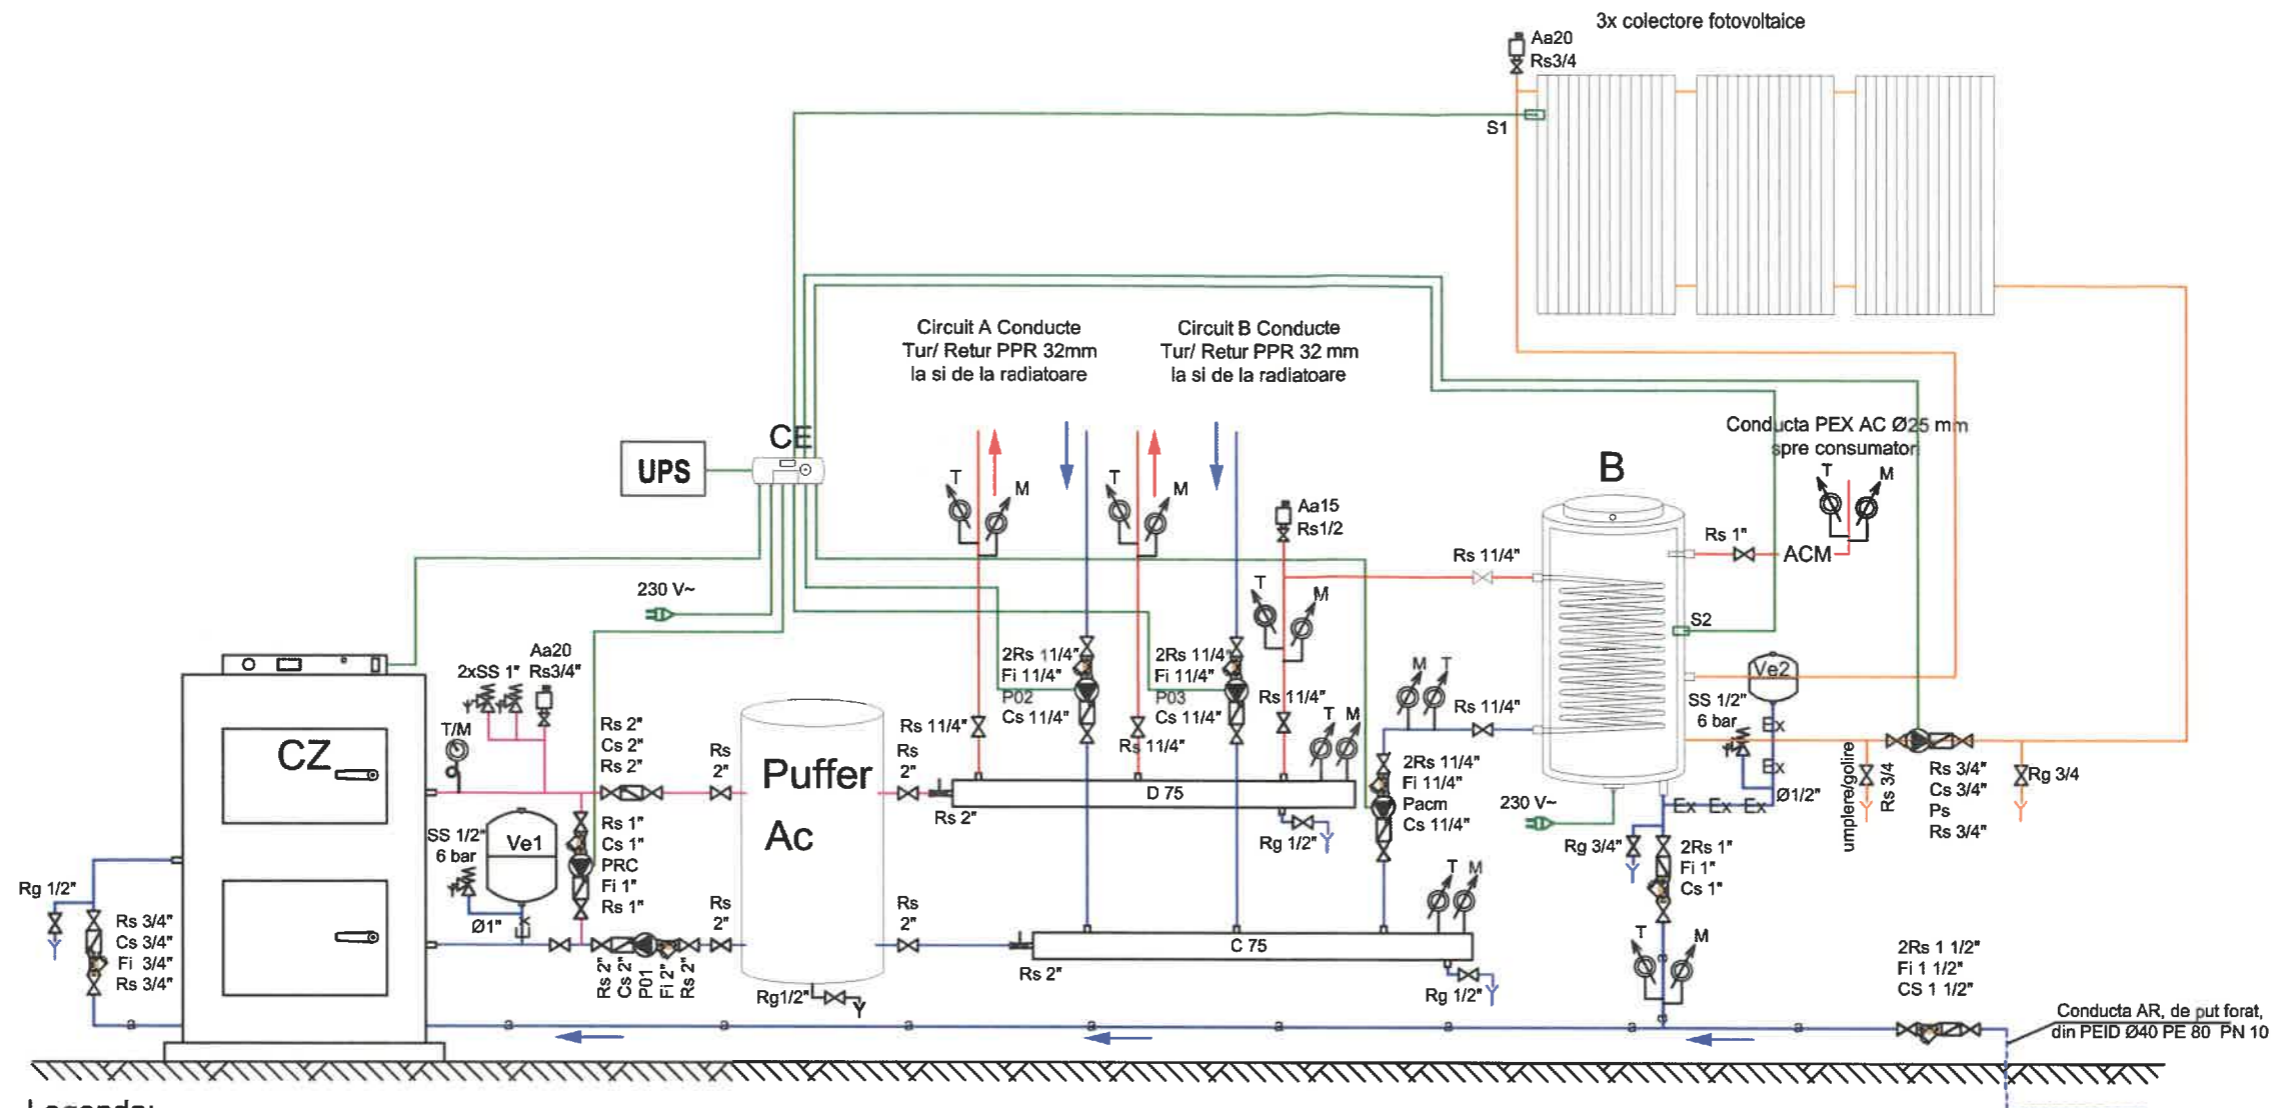 3x colectore fotovoltaice
Aa20
Rs3/4
S1
Circuit A Conducte
Tur/ Retur PPR 32mm
la si de la radiatoare
Circuit B Conducte
Tur/ Retur PPR 32 mm
la si de la radiatoare
Conducta PEX AC Ø25 mm
spre consumator
CE
UPS
T
M
T
M
T
M
B
Aa15
Rs1/2
Rs 1"
ACM
Rs 11/4"
230 V~
T
M
S2
Aa20
Rs3/4"
2xSS 1"
T/M
2Rs 11/4"
Fi 11/4"
P02
Cs 11/4"
2Rs 11/4"
Fi 11/4"
P03
Cs 11/4"
Rs 11/4"
Rs 11/4"
Rs 11/4"
M
T
Rs 11/4"
Ve2
SS 1/2"
6 bar
Ex
Ex
Ex
Ex
Ex
Ø1/2"
CZ
Rs 2"
Cs 2"
Rs 2"
Rs
2"
Puffer
Ac
Rs
2"
Rs 2"
D 75
T
M
2Rs 11/4"
Fi 11/4"
Pacm
Cs 11/4"
Rg 1/2"
230 V~
Rg 3/4"
2Rs 1"
Fi 1"
Cs 1"
umplere/golire
Rs 3/4
Rs 3/4"
Cs 3/4"
Ps
Rs 3/4"
Rg 3/4
SS 1/2"
6 bar
Ve1
Ø1"
Ex
Rs 1"
Cs 1"
PRC
Fi 1"
Rs 1"
Rg 1/2"
Rs 3/4"
Cs 3/4"
Fi 3/4"
Rs 3/4"
Rs 2"
Cs 2"
P01
Fi 2"
Rs 2"
Rs
2"
Rs
2"
Rg1/2"
Rs 2"
C 75
T
M
Rg 1/2"
T
M
2Rs 1 1/2"
Fi 1 1/2"
CS 1 1/2"
Conducta AR, de put forat,
din PEID Ø40 PE 80 PN 10
a
a
a
a
a
a
a
a
a
a
Legenda: